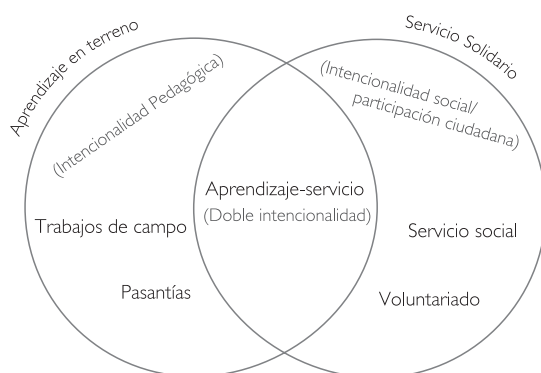 Aprendizaje en terreno
(Intencionalidad Pedagógica)
Servicio Solidario
(Intencionalidad social/
participación ciudadana)
Aprendizaje-servicio
(Doble intencionalidad)
Trabajos de campo
Pasantías
Servicio social
Voluntariado